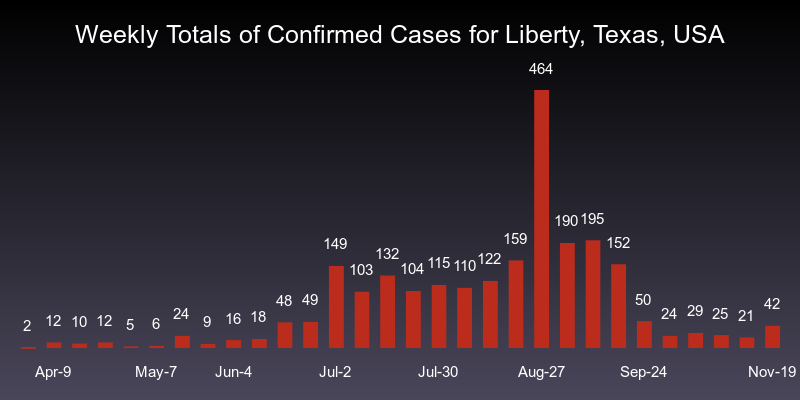 Weekly Totals of Confirmed Cases for Liberty, Texas, USA
464
190 195
149 159 152
132
103 104 115 110 122
48 49 50
2 12 10 12 5 6 24 9 16 18 24 29 25 21 42
Apr-9 May-7 Jun-4 Jul-2 Jul-30 Aug-27 Sep-24 Nov-19